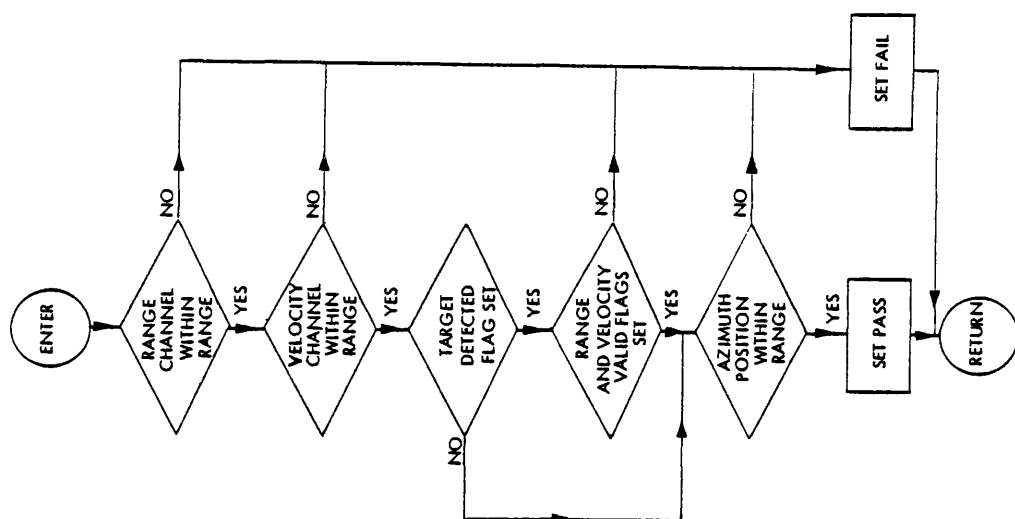 ENTER
RANGE
CHANNEL
WITHIN
RANGE
NO
YES
VELOCITY
CHANNEL
WITHIN
RANGE
NO
YES
TARGET
DETECTED
FLAG SET
NO
YES
RANGE
AND VELOCITY
VALID FLAGS
SET
NO
YES
AZIMUTH
POSITION
WITHIN
RANGE
NO
YES
SET PASS
SET FAIL
RETURN